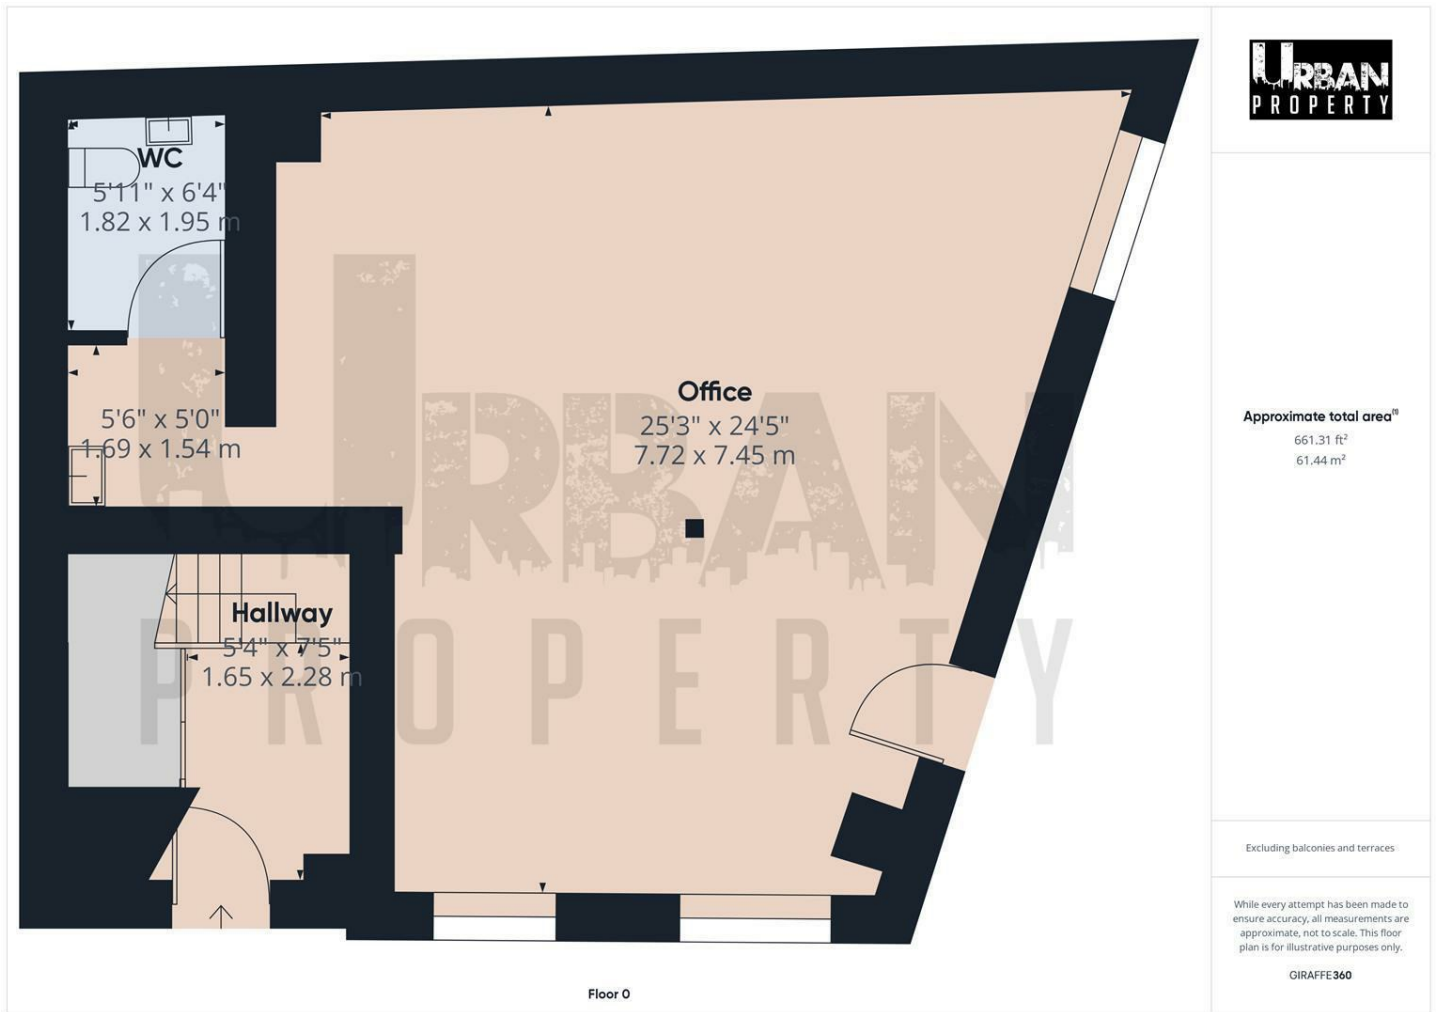 WC
5'11" x 6'4"
1.82 x 1.95 m
5'6" x 5'0"
1.69 x 1.54 m
Office
25'3" x 24'5"
7.72 x 7.45 m
Hallway
5'4" x 7'5"
1.65 x 2.28 m
URBAN
PROPERTY
Floor 0
URBAN
PROPERTY
Approximate total area(1)
661.31 ft²
61.44 m²
Excluding balconies and terraces
While every attempt has been made to
ensure accuracy, all measurements are
approximate, not to scale. This floor
plan is for illustrative purposes only.
GIRAFFE360